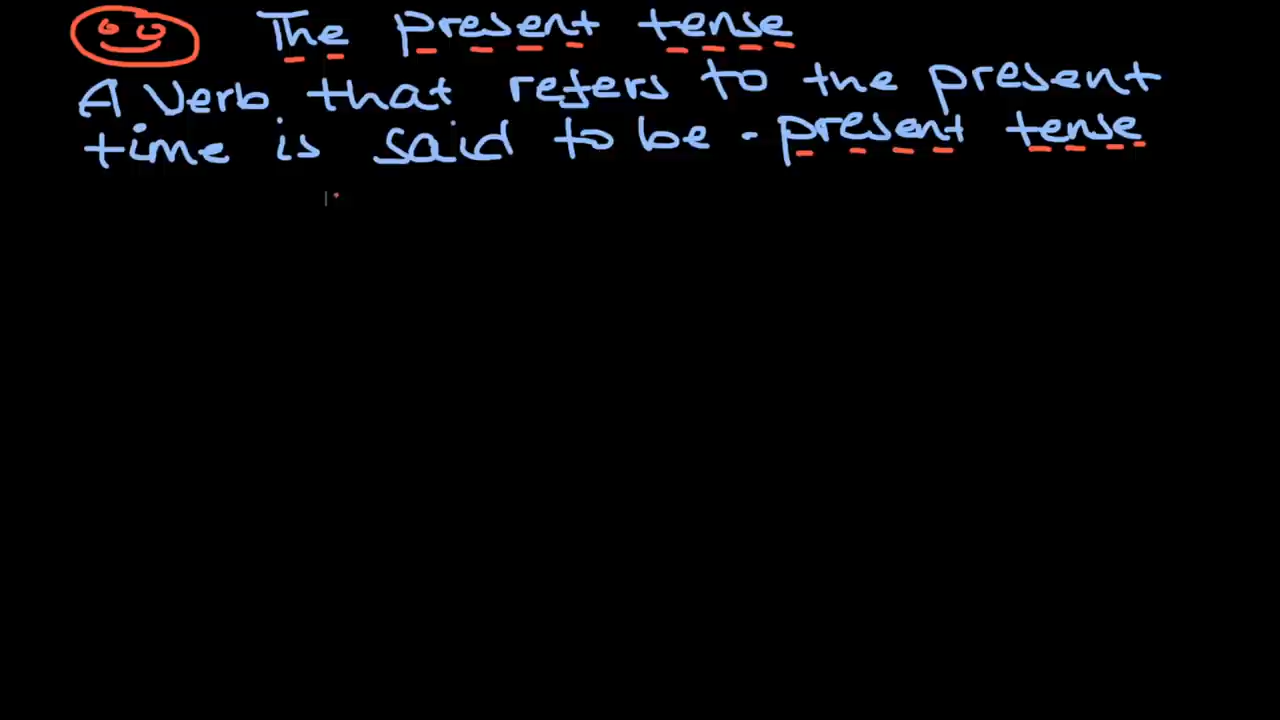 The present tense
A Verb that refers to the present
time is said to be - present tense